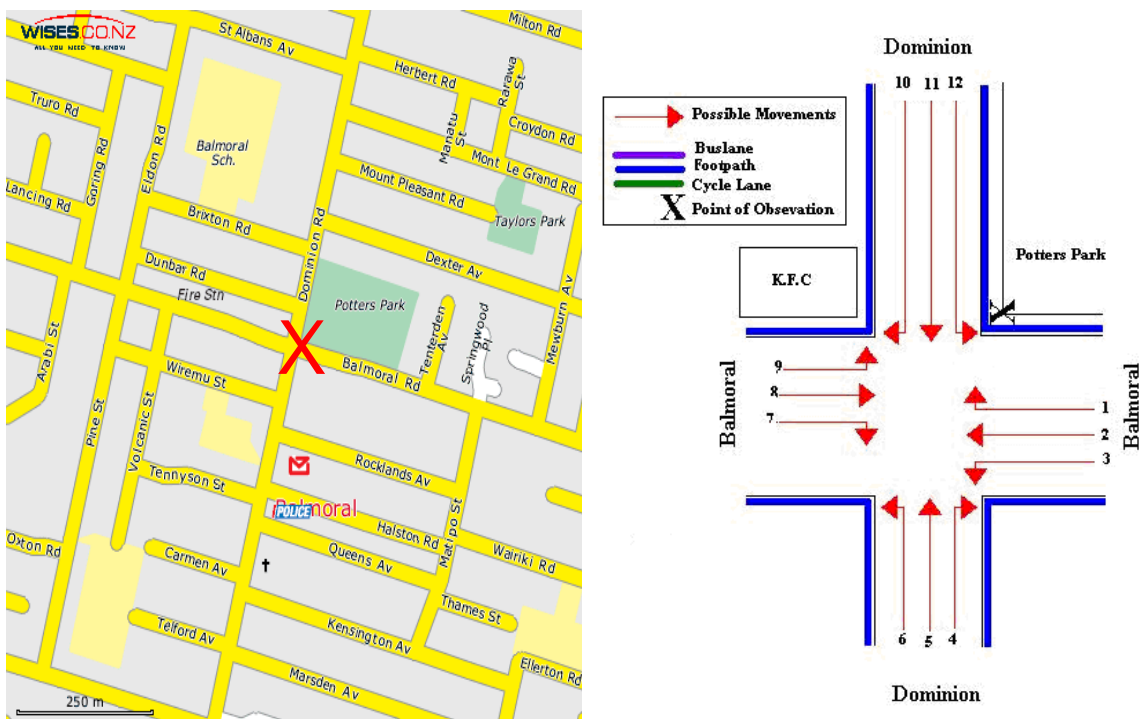 WISES.CO.NZ
ALL YOU NEED TO KNOW
Milton Rd
St Albans Av
Herbert Rd
Rarawa St
Truro Rd
Manatu St
Croydon Rd
Balmoral Sch.
Goring Rd
Eldon Rd
Mont Le Grand Rd
Mount Pleasant Rd
Lancing Rd
Taylors Park
Brixton Rd
Dominion Rd
Dexter Av
Dunbar Rd
Fire Stn
Potters Park
Tenterden Av
Springwood Pl
Mewburn Av
X
Arabi St
Balmoral Rd
Wiremu St
Pine St
Volcanic St
Rocklands Av
Tennyson St
Balmoral
POLICE
Halston Rd
Matipo St
Oxton Rd
Carmen Av
Queens Av
Wairiki Rd
Thames St
Telford Av
Kensington Av
Ellerton Rd
Marsden Av
250 m
Dominion
10 11 12
Possible Movements
Buslane
Footpath
Cycle Lane
X Point of Obsevation
Potters Park
K.F.C
Balmoral
9
8
7
1
2
3
Balmoral
6 5 4
Dominion